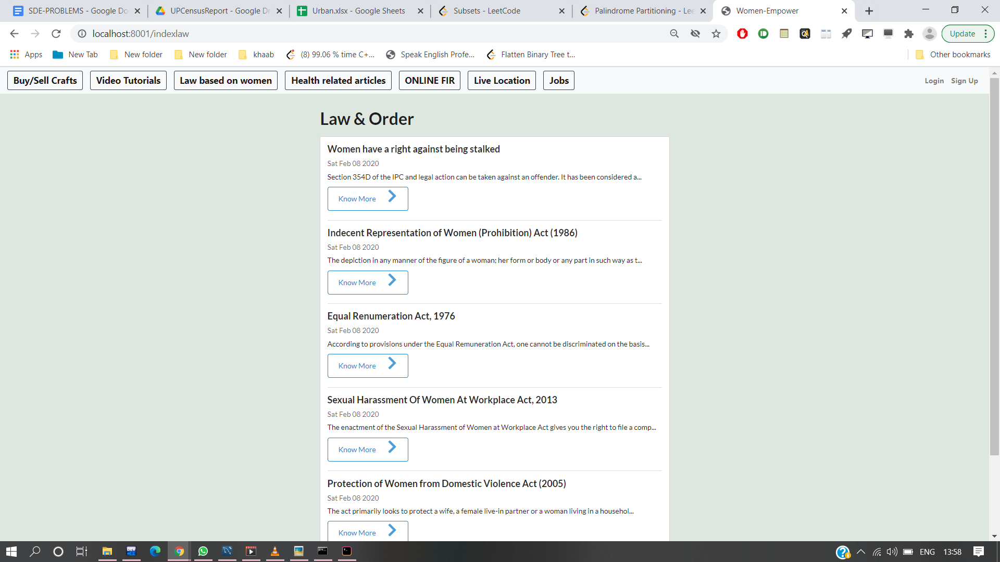 SDE-PROBLEMS - Google Do
UPCensusReport - Google Dr
Urban.xlsx - Google Sheets
Subsets - LeetCode
Palindrome Partitioning - Lee
Women-Empower
localhost:8001/indexlaw
Update
Apps
New Tab
New folder
New folder
khaab
(8) 99.06 % time C+...
Speak English Profe...
Flatten Binary Tree t...
Other bookmarks
Buy/Sell Crafts
Video Tutorials
Law based on women
Health related articles
ONLINE FIR
Live Location
Jobs
Login
Sign Up
Law & Order
Women have a right against being stalked
Sat Feb 08 2020
Section 354D of the IPC and legal action can be taken against an offender. It has been considered a...
Know More
Indecent Representation of Women (Prohibition) Act (1986)
Sat Feb 08 2020
The depiction in any manner of the figure of a woman; her form or body or any part in such way as t...
Know More
Equal Renumeration Act, 1976
Sat Feb 08 2020
According to provisions under the Equal Remuneration Act, one cannot be discriminated on the basis...
Know More
Sexual Harassment Of Women At Workplace Act, 2013
Sat Feb 08 2020
The enactment of the Sexual Harassment of Women at Workplace Act gives you the right to file a comp...
Know More
Protection of Women from Domestic Violence Act (2005)
Sat Feb 08 2020
The act primarily looks to protect a wife, a female live-in partner or a woman living in a househol...
Know More
DEV
ENG
13:58